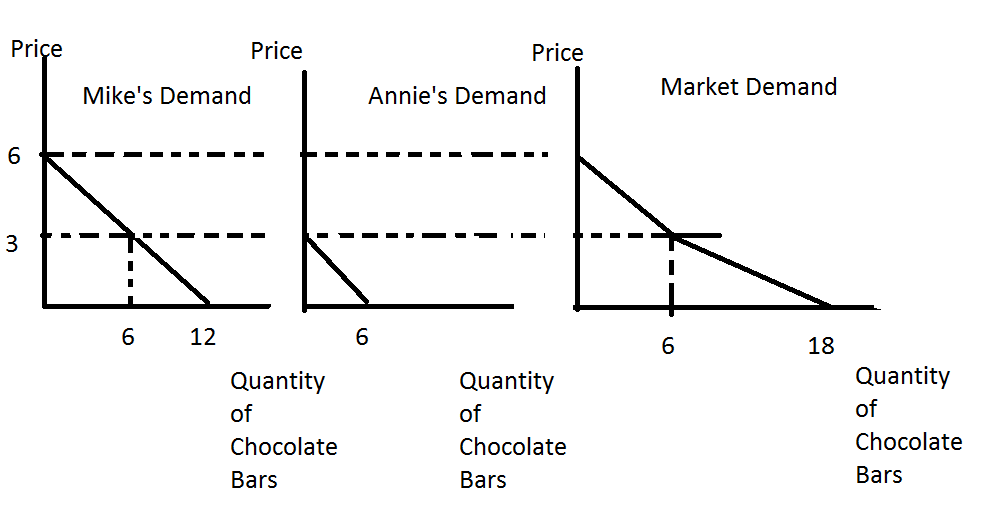 Price
Mike's Demand
6
3
6 12
Quantity
of
Chocolate
Bars
Price
Annie's Demand
6
Quantity
of
Chocolate
Bars
Price
Market Demand
6 18
Quantity
of
Chocolate
Bars